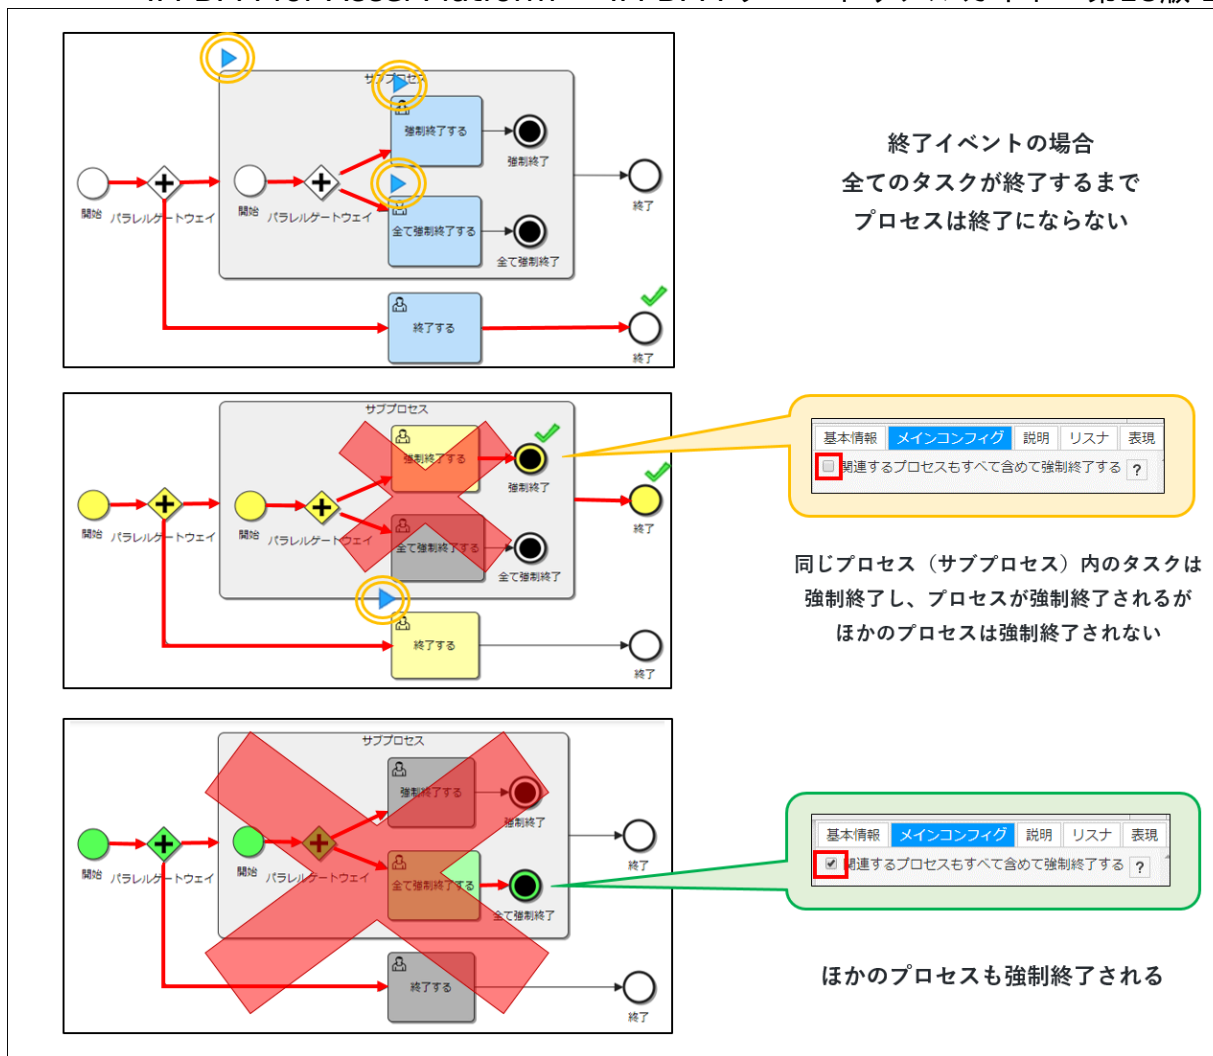 サブプロセス
強制終了する
強制終了
開始
パラレルゲートウェイ
開始
パラレルゲートウェイ
全て強制終了する
全て強制終了
終了
終了する
終了
終了イベントの場合
全てのタスクが終了するまで
プロセスは終了にならない
サブプロセス
強制終了する
強制終了
開始
パラレルゲートウェイ
開始
パラレルゲートウェイ
全て強制終了する
全て強制終了
終了
終了する
終了
基本情報 メインコンフィグ 説明 リスナ 表現
関連するプロセスもすべて含めて強制終了する ?
同じプロセス（サブプロセス）内のタスクは
強制終了し、プロセスが強制終了されるが
ほかのプロセスは強制終了されない
サブプロセス
強制終了する
強制終了
開始
パラレルゲートウェイ
開始
パラレルゲートウェイ
全て強制終了する
全て強制終了
終了
終了する
終了
基本情報 メインコンフィグ 説明 リスナ 表現
関連するプロセスもすべて含めて強制終了する ?
ほかのプロセスも強制終了される